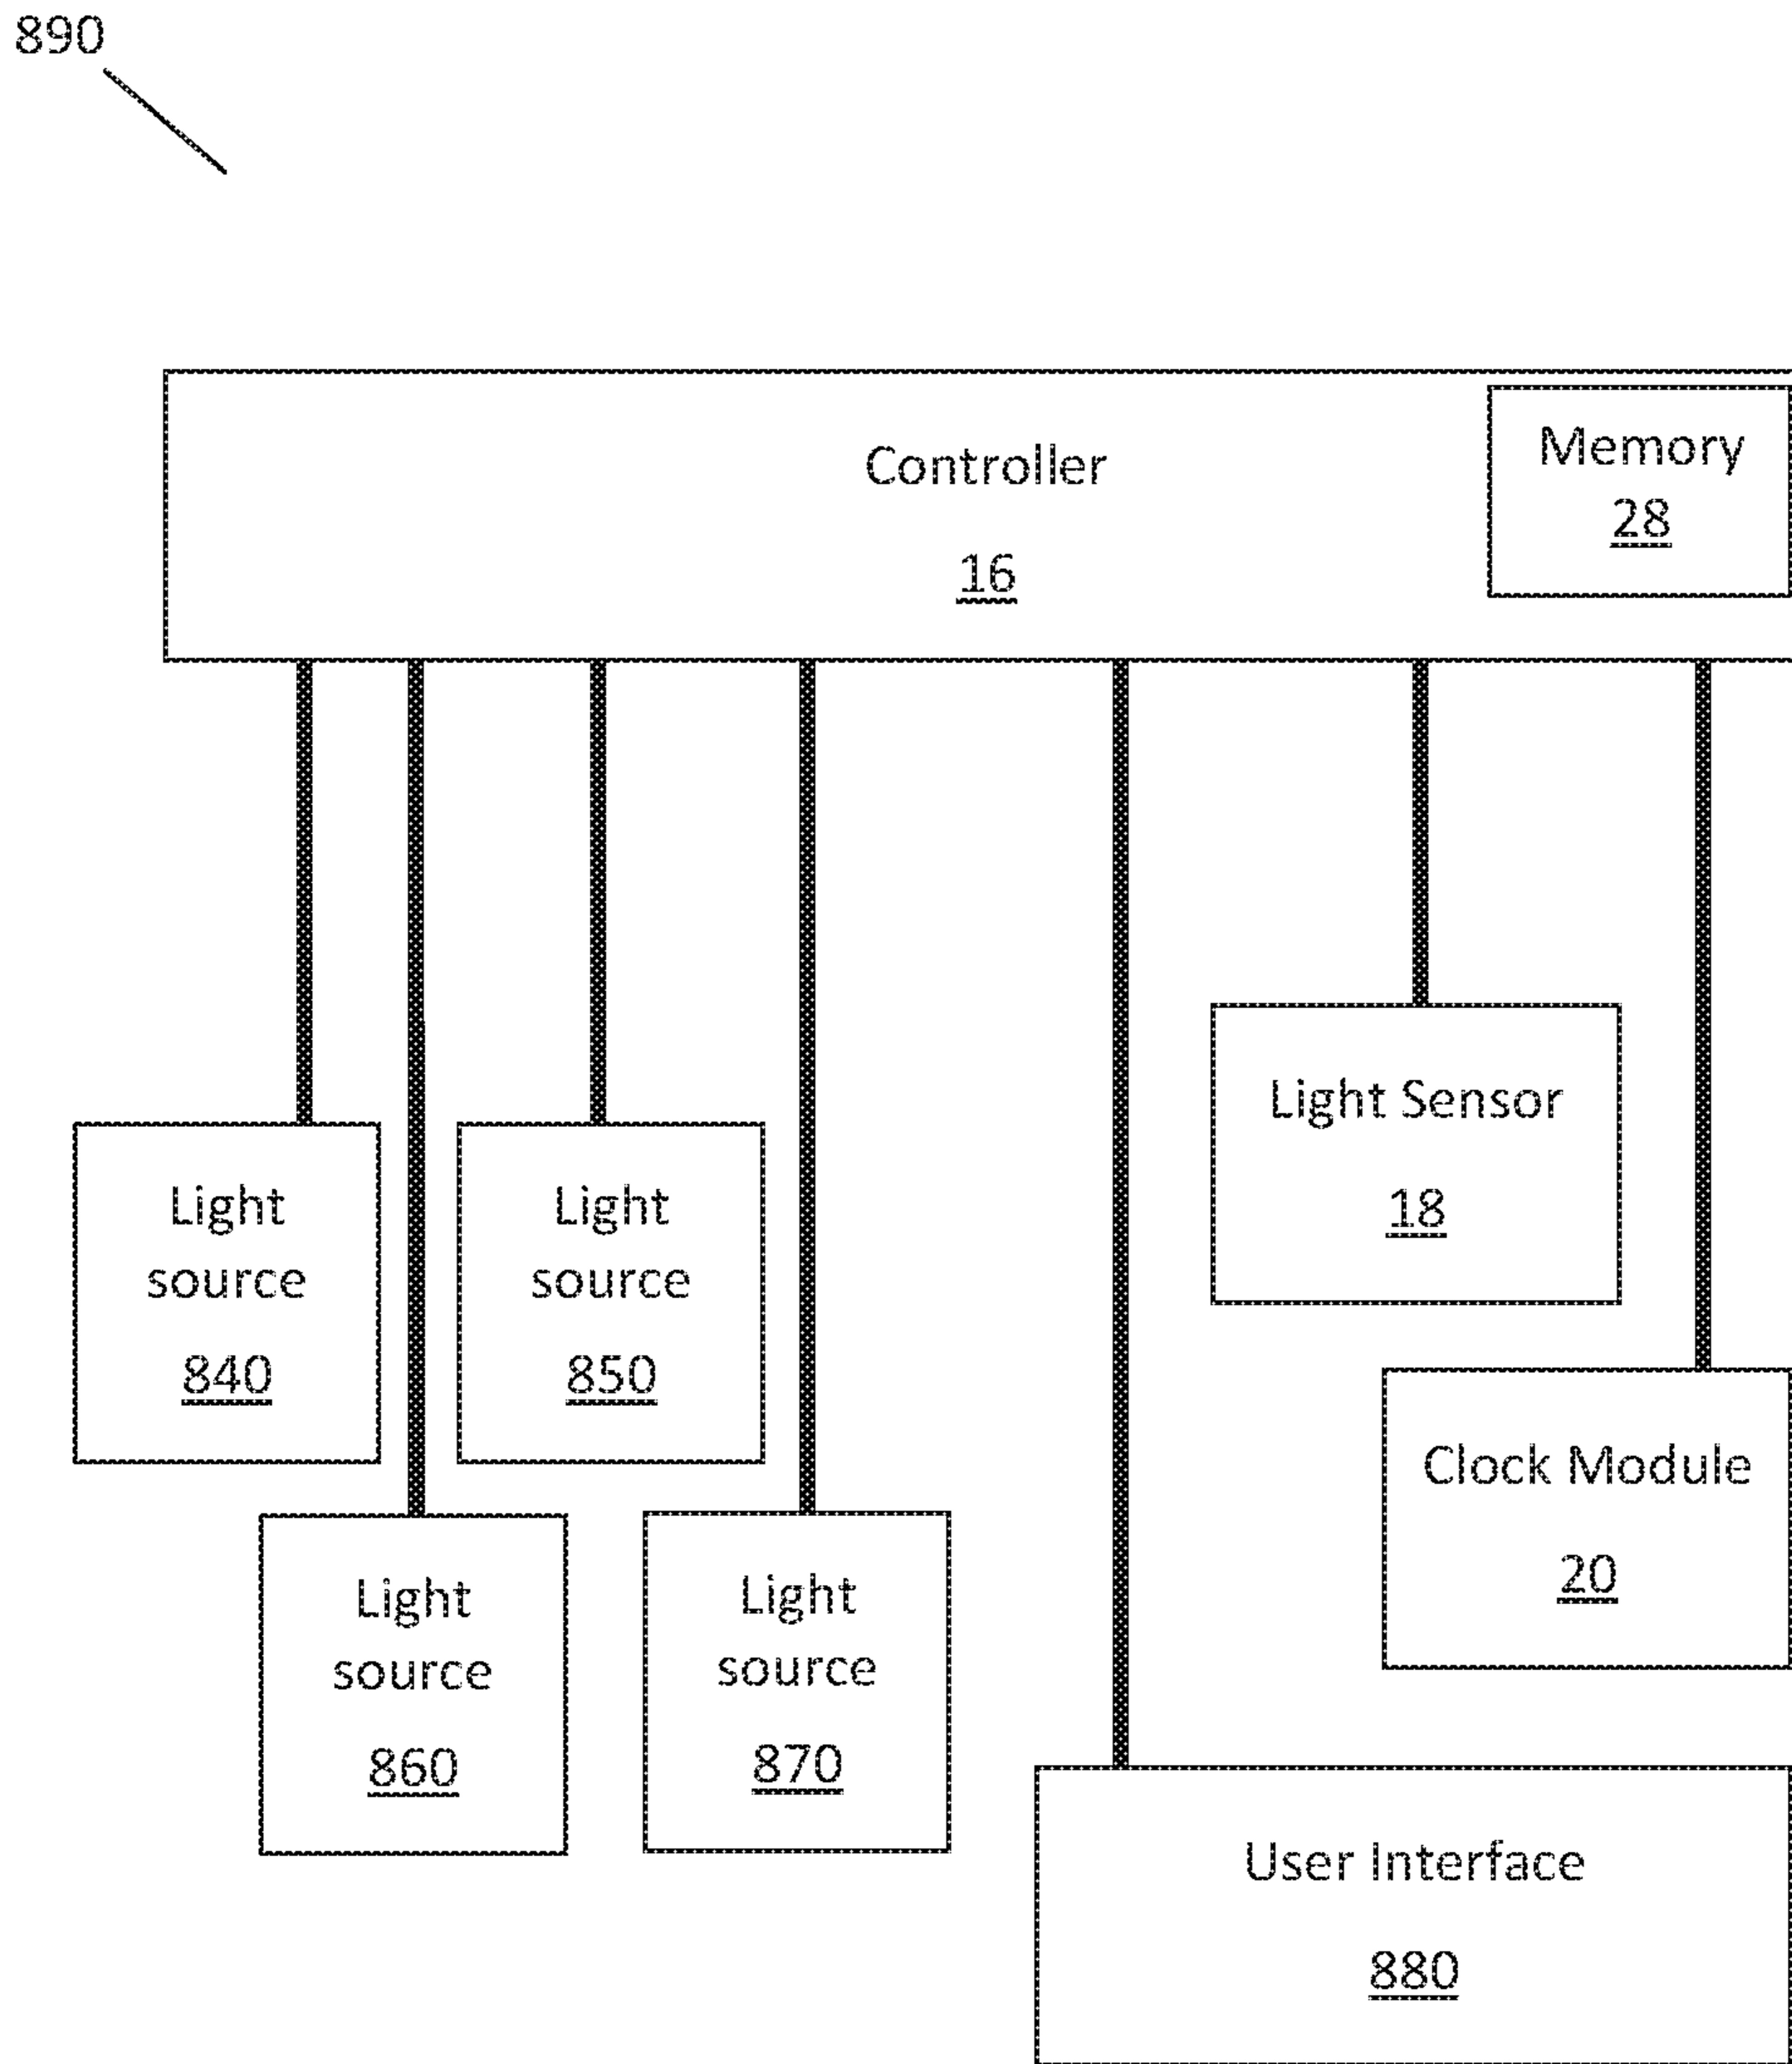 890
Controller
16
Memory
28
Light Sensor
18
Light
source
840
Light
source
850
Clock Module
20
Light
source
860
Light
source
870
User Interface
880